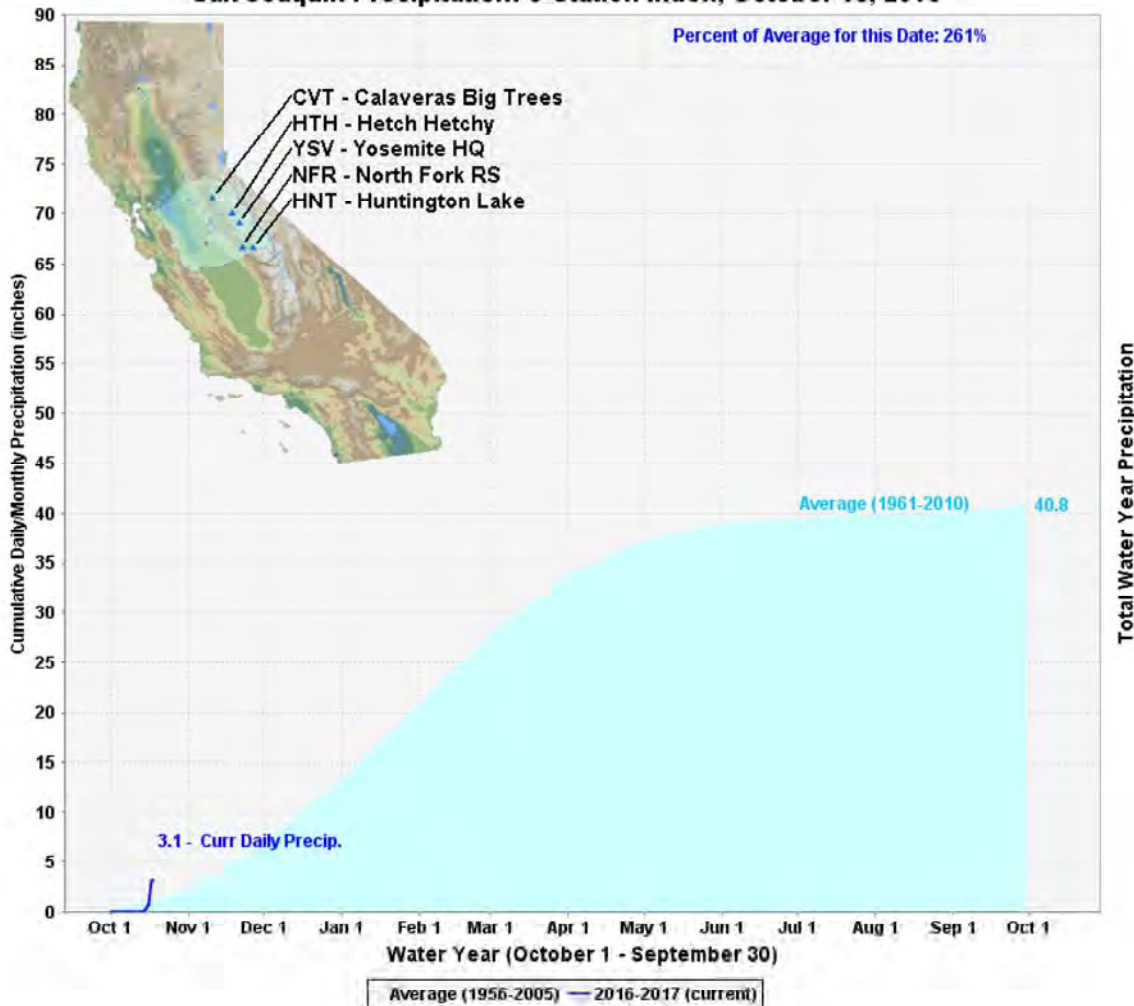 Percent of Average for this Date: 261%
CVT - Calaveras Big Trees
HTH - Hetch Hetchy
YSV - Yosemite HQ
NFR - North Fork RS
HNT - Huntington Lake
Cumulative Daily/Monthly Precipitation (inches)
90
85
80
75
70
65
60
55
50
45
40
35
30
25
20
15
10
5
0
Average (1961-2010)
40.8
Total Water Year Precipitation
3.1 - Curr Daily Precip.
Oct 1 Nov 1 Dec 1 Jan 1 Feb 1 Mar 1 Apr 1 May 1 Jun 1 Jul 1 Aug 1 Sep 1 Oct 1
Water Year (October 1 - September 30)
Average (1956-2005) 2016-2017 (current)